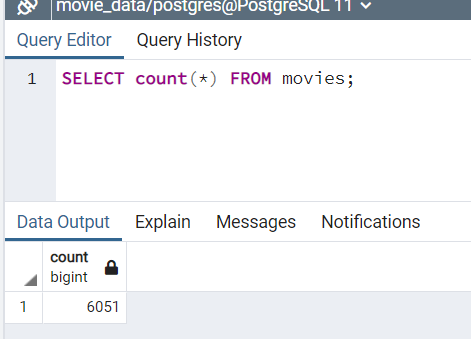 movie_data/postgres@PostgreSQL 11
Query Editor Query History
1 SELECT count(*) FROM movies;
Data Output Explain Messages Notifications
count
bigint
1 6051